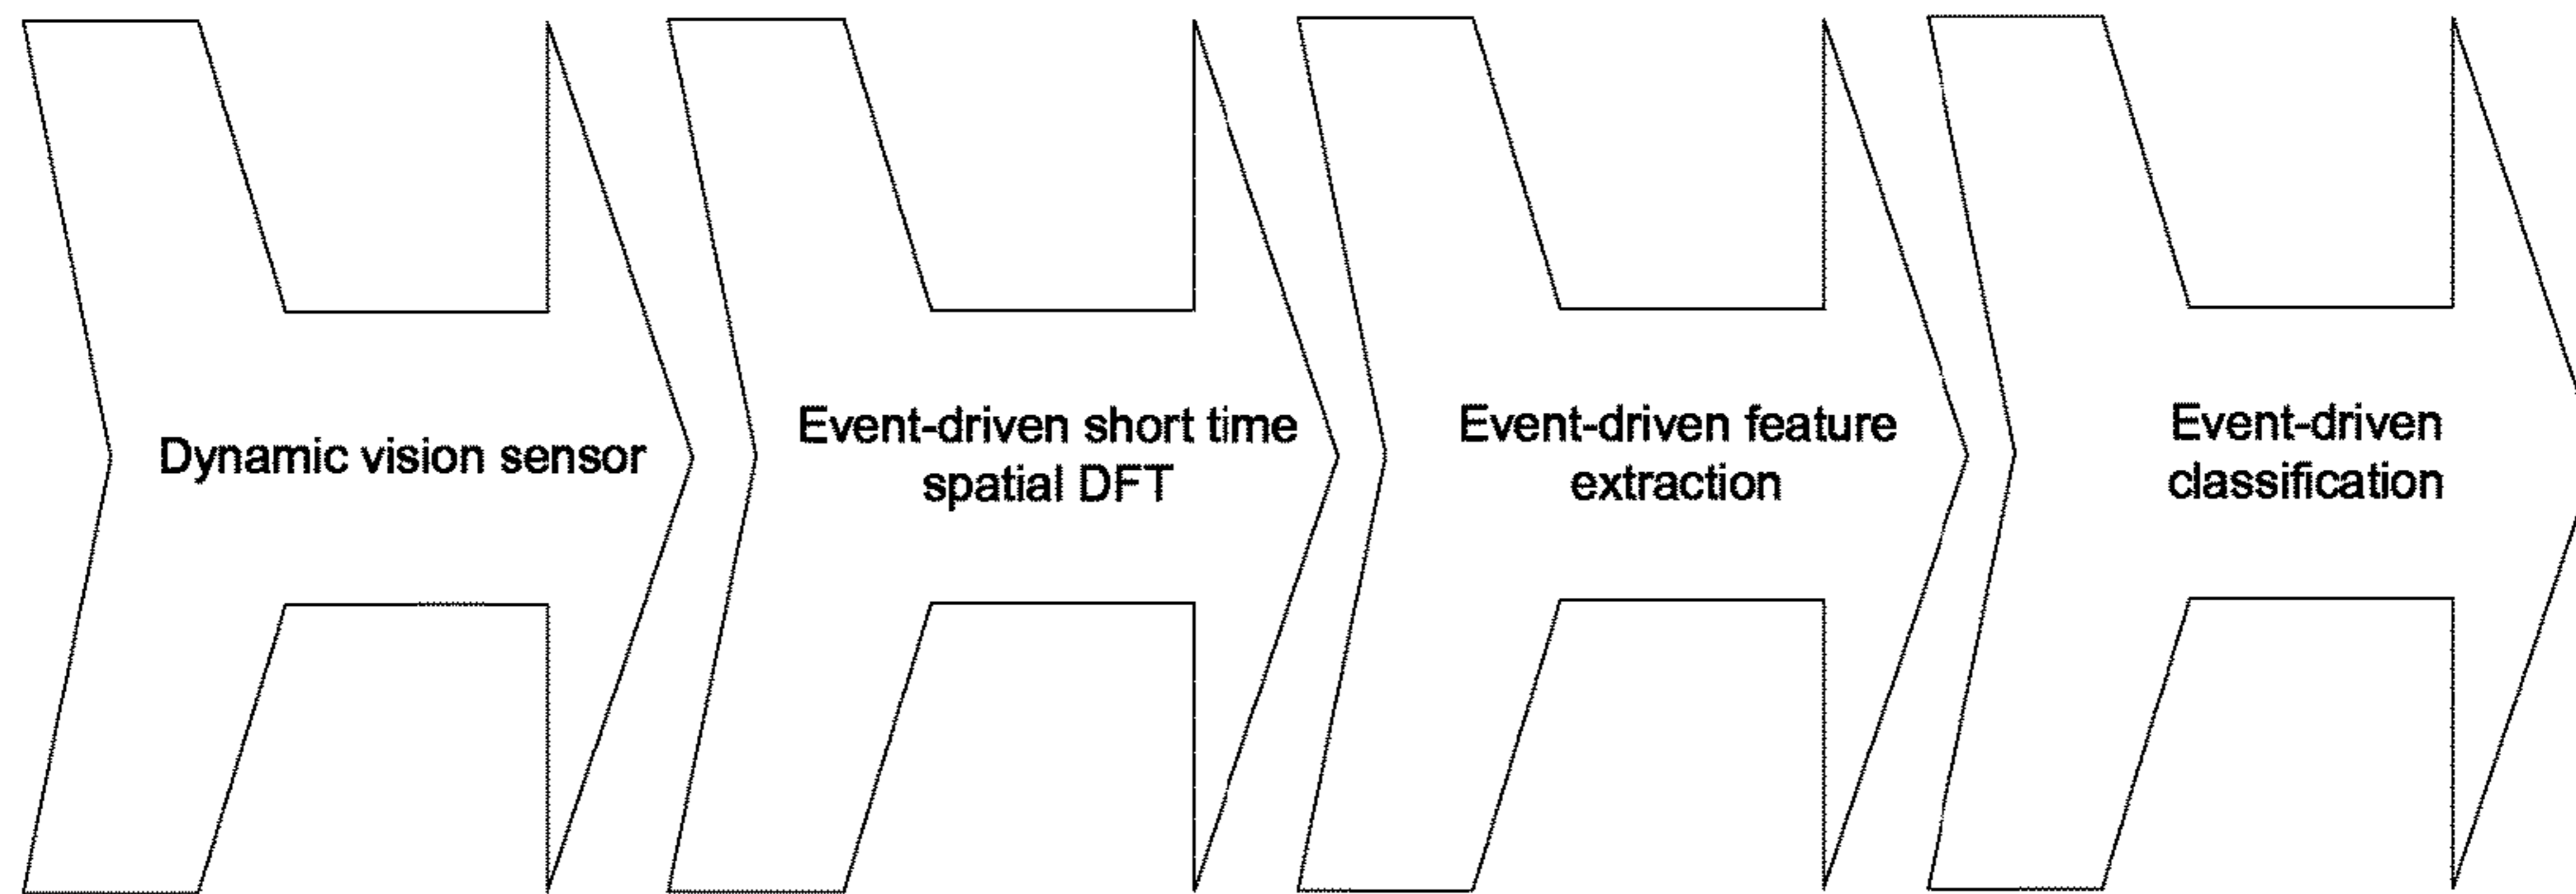 Dynamic vision sensor
Event-driven short time
spatial DFT
Event-driven feature
extraction
Event-driven
classification